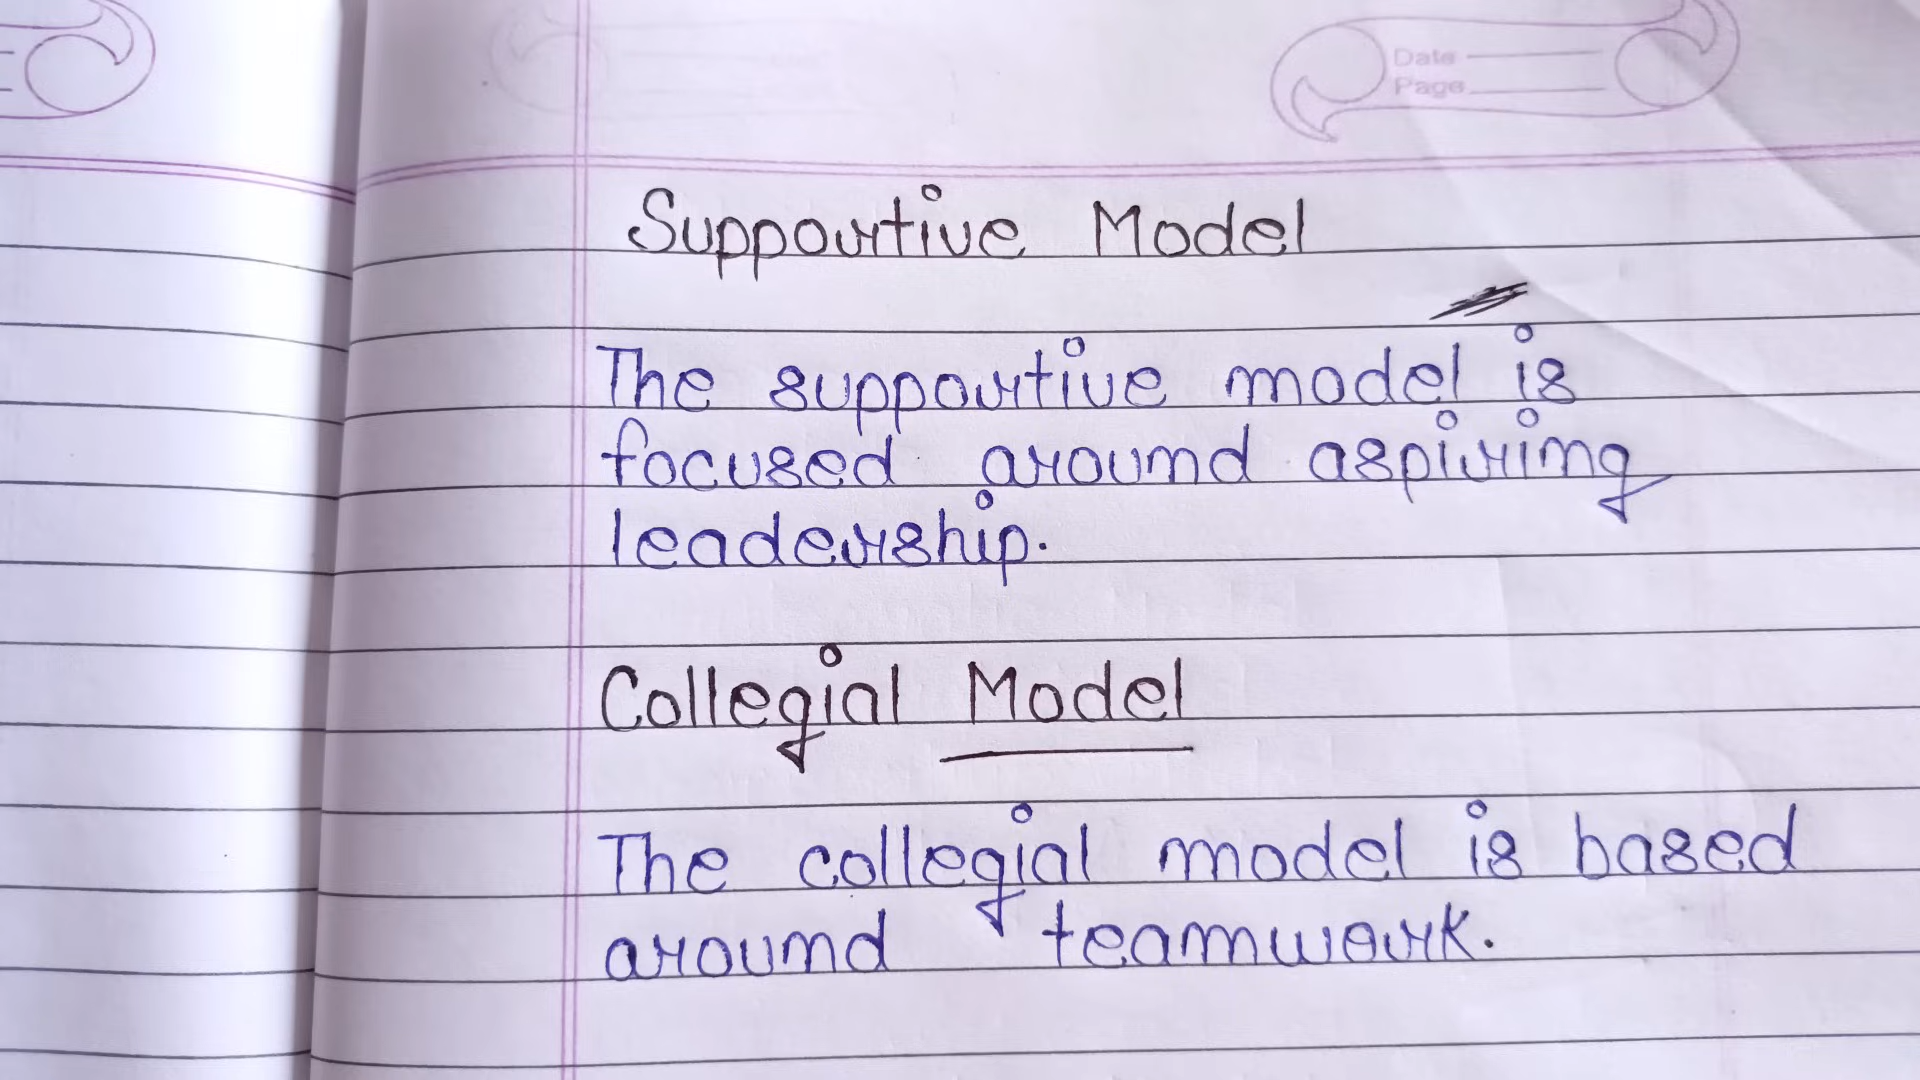 Date
Page
Supportive Model
The supportive model is
focused around aspiring
leadership.
Collegial Model
The collegial model is based
around teamwork.